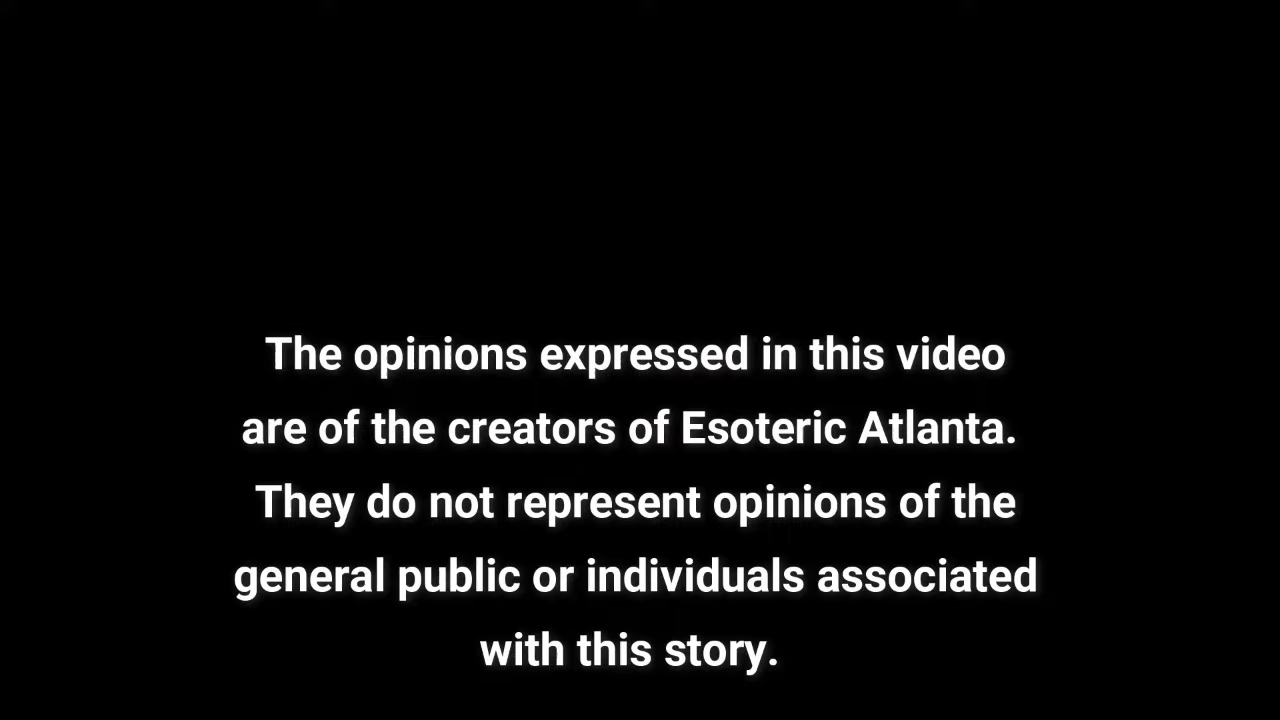 The opinions expressed in this video
are of the creators of Esoteric Atlanta.
They do not represent opinions of the
general public or individuals associated
with this story.